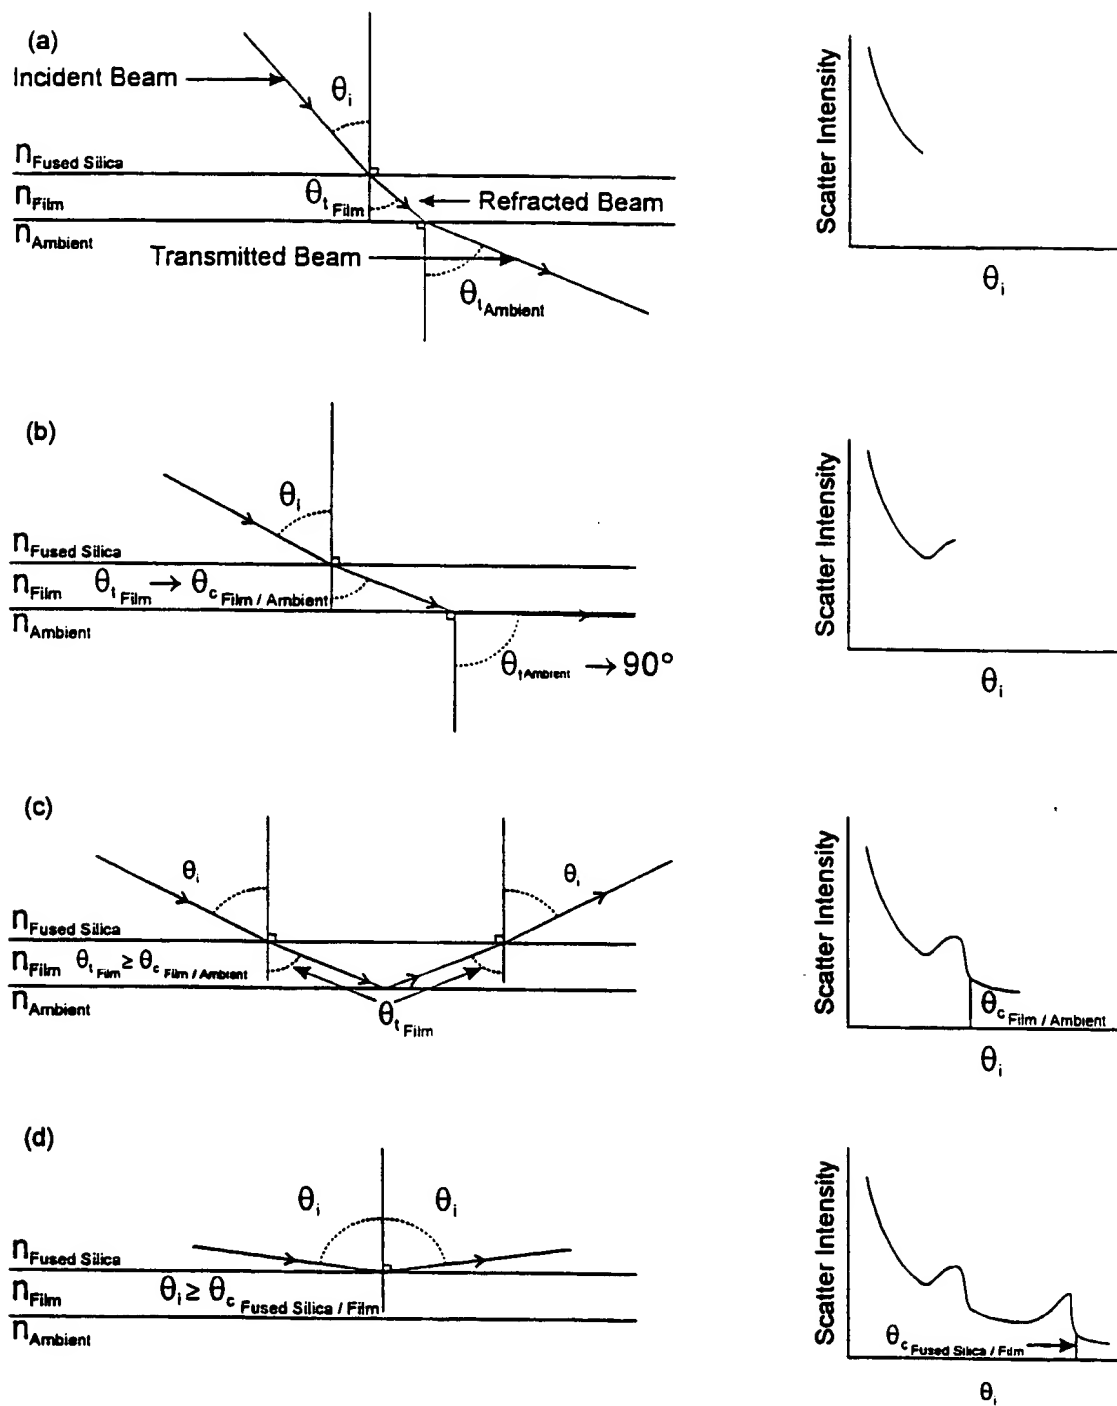 (a)
Incident Beam
θi
nFused Silica
nFilm
θt Film
Refracted Beam
nAmbient
Transmitted Beam
θt Ambient
Scatter Intensity
θi
(b)
θi
nFused Silica
nFilm θt Film → θc Film / Ambient
nAmbient
θt Ambient → 90°
Scatter Intensity
θi
(c)
θi
θi
nFused Silica
nFilm θt Film ≥ θc Film / Ambient
nAmbient
θt Film
Scatter Intensity
θc Film / Ambient
θi
(d)
θi
θi
nFused Silica
nFilm
θi ≥ θc Fused Silica / Film
nAmbient
Scatter Intensity
θc Fused Silica / Film
θi